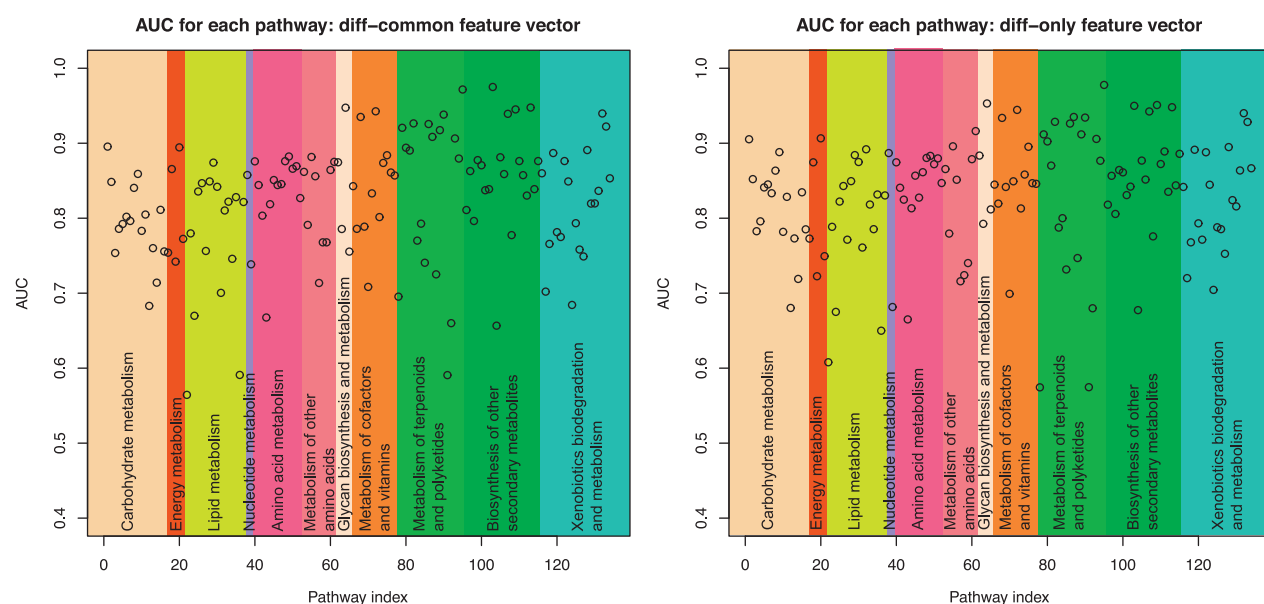 AUC for each pathway: diff−common feature vector
AUC
1.0
0.9
0.8
0.7
0.6
0.5
0.4
Carbohydrate metabolism
Energy metabolism
Lipid metabolism
Nucleotide metabolism
Amino acid metabolism
Metabolism of other
amino acids
Glycan biosynthesis and metabolism
Metabolism of cofactors
and vitamins
Metabolism of terpenoids
and polyketides
Biosynthesis of other
secondary metabolites
Xenobiotics biodegradation
and metabolism
0 20 40 60 80 100 120
Pathway index
AUC for each pathway: diff−only feature vector
AUC
1.0
0.9
0.8
0.7
0.6
0.5
0.4
Carbohydrate metabolism
Energy metabolism
Lipid metabolism
Nucleotide metabolism
Amino acid metabolism
Metabolism of other
amino acids
Glycan biosynthesis and metabolism
Metabolism of cofactors
and vitamins
Metabolism of terpenoids
and polyketides
Biosynthesis of other
secondary metabolites
Xenobiotics biodegradation
and metabolism
0 20 40 60 80 100 120
Pathway index